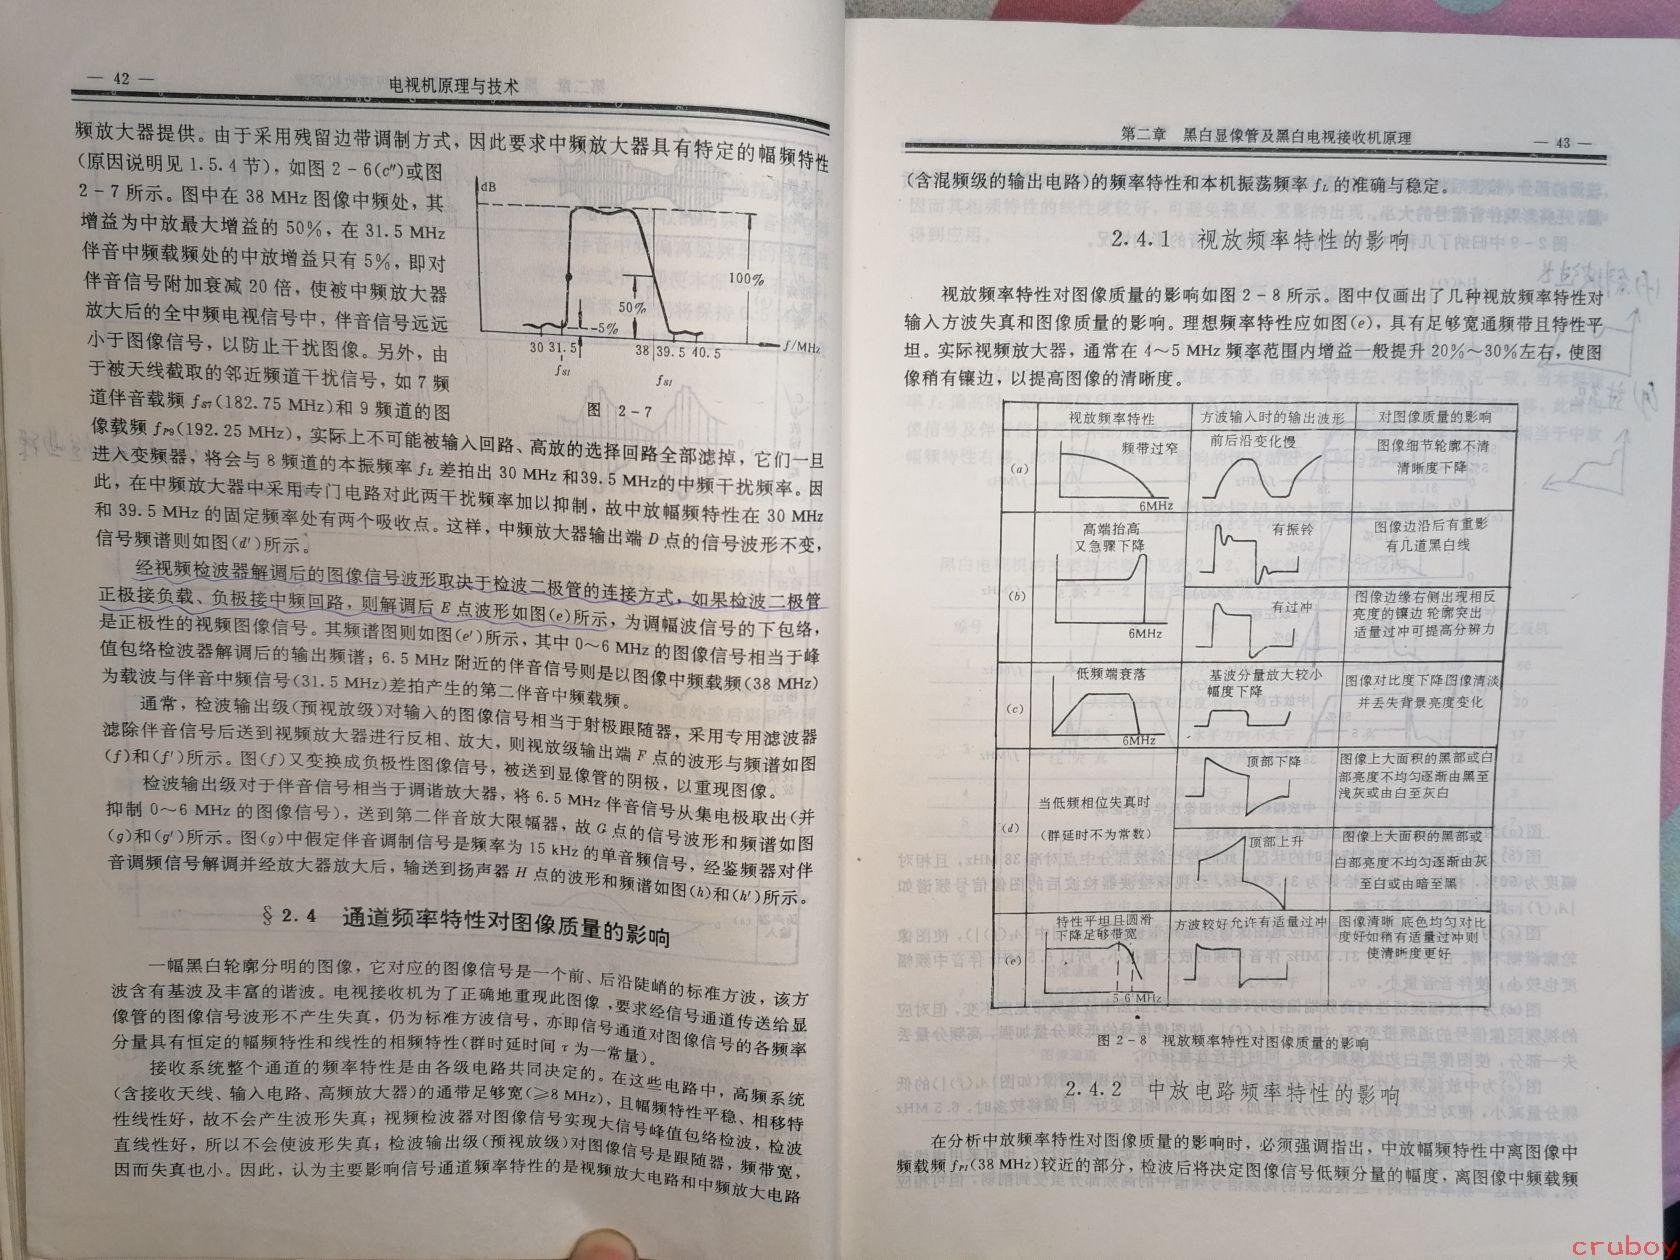 — 42 —
电视机原理与技术
频放大器提供。由于采用残留边带调制方式，因此要求中频放大器具有特定的幅频特性
(原因说明见 1.5.4 节)，如图 2－6(c″)或图
2－7 所示。图中在 38 MHz 图像中频处，其
增益为中放最大增益的 50%，在 31.5 MHz
伴音中频载频处的中放增益只有 5%，即对
伴音信号附加衰减 20 倍，使被中频放大器
放大后的全中频电视信号中，伴音信号远远
小于图像信号，以防止干扰图像。另外，由
于被天线截取的邻近频道干扰信号，如 7 频
道伴音载频 fS7(182.75 MHz)和 9 频道的图
dB
100%
50%
5%
30 31.5 38 39.5 40.5
f/MHz
fSI
fSI
图 2－7
像载频 fP9(192.25 MHz)，实际上不可能被输入回路、高放的选择回路全部滤掉，它们一旦
进入变频器，将会与 8 频道的本振频率 fL 差拍出 30 MHz 和39.5 MHz的中频干扰频率。因
此，在中频放大器中采用专门电路对此两干扰频率加以抑制，故中放幅频特性在 30 MHz
和 39.5 MHz 的固定频率处有两个吸收点。这样，中频放大器输出端 D 点的信号波形不变，
信号频谱则如图(d′)所示。
经视频检波器解调后的图像信号波形取决于检波二极管的连接方式，如果检波二极管
正极接负载、负极接中频回路，则解调后 E 点波形如图(e)所示，为调幅波信号的下包络，
是正极性的视频图像信号。其频谱图则如图(e′)所示，其中 0～6 MHz 的图像信号相当于峰
值包络检波器解调后的输出频谱；6.5 MHz 附近的伴音信号则是以图像中频载频(38 MHz)
为载波与伴音中频信号(31.5 MHz)差拍产生的第二伴音中频载频。
通常，检波输出级(预视放级)对输入的图像信号相当于射极跟随器，采用专用滤波器
滤除伴音信号后送到视频放大器进行反相、放大，则视放级输出端 F 点的波形与频谱如图
(f)和(f′)所示。图(f)又变换成负极性图像信号，被送到显像管的阴极，以重现图像。
检波输出级对于伴音信号相当于调谐放大器，将 6.5 MHz 伴音信号从集电极取出(并
抑制 0～6 MHz 的图像信号)，送到第二伴音放大限幅器，故 G 点的信号波形和频谱如图
(g)和(g′)所示。图(g)中假定伴音调制信号是频率为 15 kHz 的单音频信号，经鉴频器对伴
音调频信号解调并经放大器放大后，输送到扬声器 H 点的波形和频谱如图(h)和(h′)所示。
§ 2.4 通道频率特性对图像质量的影响
一幅黑白轮廓分明的图像，它对应的图像信号是一个前、后沿陡峭的标准方波，该方
波含有基波及丰富的谐波。电视接收机为了正确地重现此图像，要求经信号通道传送给显
像管的图像信号波形不产生失真，仍为标准方波信号，亦即信号通道对图像信号的各频率
分量具有恒定的幅频特性和线性的相频特性(群时延时间 τ 为一常量)。
接收系统整个通道的频率特性是由各级电路共同决定的。在这些电路中，高频系统
(含接收天线、输入电路、高频放大器)的通带足够宽(≥8 MHz)，且幅频特性平稳、相移特
性线性好，故不会产生波形失真；视频检波器对图像信号实现大信号峰值包络检波，检波
直线性好，所以不会使波形失真；检波输出级(预视放级)对图像信号是跟随器，频带宽，
因而失真也小。因此，认为主要影响信号通道频率特性的是视频放大电路和中频放大电路
第二章 黑白显像管及黑白电视接收机原理
— 43 —
(含混频级的输出电路)的频率特性和本机振荡频率 fL 的准确与稳定。
2.4.1 视放频率特性的影响
视放频率特性对图像质量的影响如图 2－8 所示。图中仅画出了几种视放频率特性对
输入方波失真和图像质量的影响。理想频率特性应如图(e)，具有足够宽通频带且特性平
坦。实际视频放大器，通常在 4～5 MHz 频率范围内增益一般提升 20%～30%左右，使图
像稍有镶边，以提高图像的清晰度。
视放频率特性 方波输入时的输出波形 对图像质量的影响
(a)
频带过窄
6MHz
前后沿变化慢
图像细节轮廓不清
清晰度下降
(b)
高端抬高
又急骤下降
6MHz
有振铃
图像边沿后有重影
有几道黑白线
有过冲
图像边缘右侧出现相反
亮度的镶边 轮廓突出
适量过冲可提高分辨力
(c)
低频端衰落
6MHz
基波分量放大较小
幅度下降
图像对比度下降图像清淡
并丢失背景亮度变化
(d)
当低频相位失真时
(群延时不为常数)
顶部下降
图像上大面积的黑部或白
部亮度不均匀逐渐由黑至
浅灰或由白至灰白
顶部上升
图像上大面积的黑部或
白部亮度不均匀逐渐由灰
至白或由暗至黑
(e)
特性平坦且圆滑
下降足够带宽
5 6 MHz
方波较好允许有适量过冲
图像清晰 底色均匀对比
度好如稍有适量过冲则
使清晰度更好
图 2－8 视放频率特性对图像质量的影响
2.4.2 中放电路频率特性的影响
在分析中放频率特性对图像质量的影响时，必须强调指出，中放幅频特性中离图像中
频载频 fPI(38 MHz)较近的部分，检波后将决定图像信号低频分量的幅度，离图像中频载频
cruboy